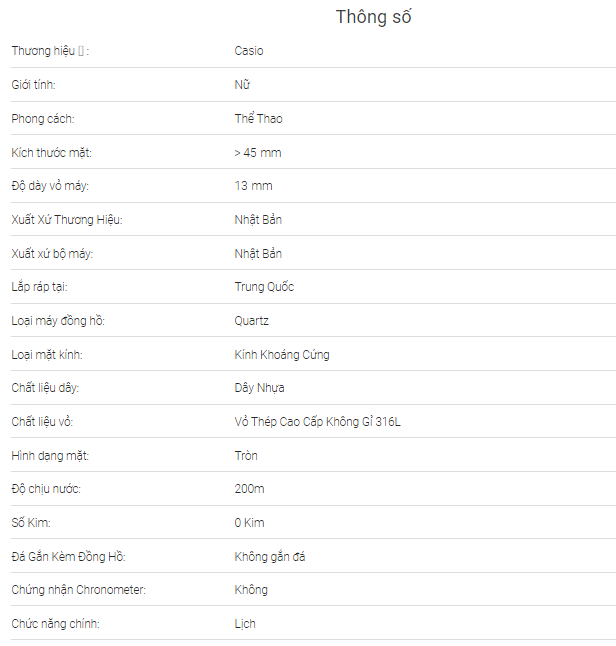 Thông số
Thương hiệu ▯ : Casio
Giới tính: Nữ
Phong cách: Thể Thao
Kích thước mặt: > 45 mm
Độ dày vỏ máy: 13 mm
Xuất Xứ Thương Hiệu: Nhật Bản
Xuất xứ bộ máy: Nhật Bản
Lắp ráp tại: Trung Quốc
Loại máy đồng hồ: Quartz
Loại mặt kính: Kính Khoáng Cứng
Chất liệu dây: Dây Nhựa
Chất liệu vỏ: Vỏ Thép Cao Cấp Không Gỉ 316L
Hình dạng mặt: Tròn
Độ chịu nước: 200m
Số Kim: 0 Kim
Đá Gắn Kèm Đồng Hồ: Không gắn đá
Chứng nhận Chronometer: Không
Chức năng chính: Lịch